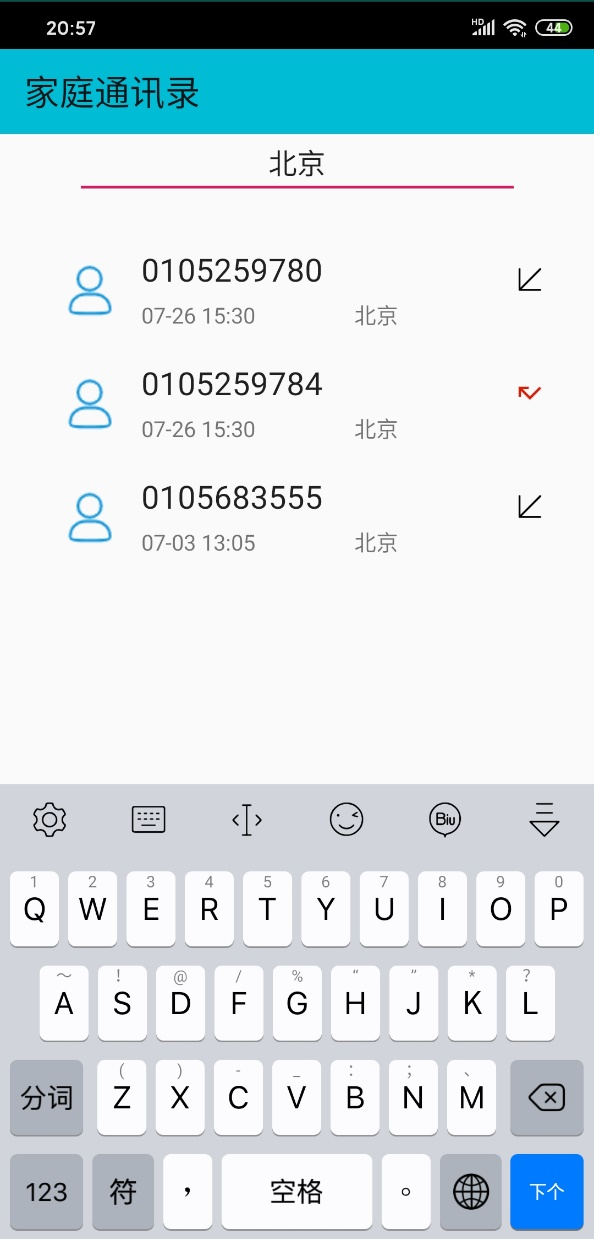 20:57 HD 44
家庭通讯录
北京
0105259780
07-26 15:30 北京
0105259784
07-26 15:30 北京
0105683555
07-03 13:05 北京
Biu
1 2 3 4 5 6 7 8 9 0
Q W E R T Y U I O P
～ ! @ / % “ ” * ?
A S D F G H J K L
( ) - _ : ; 、
分词 Z X C V B N M
123 符 ， 空格 。 下个